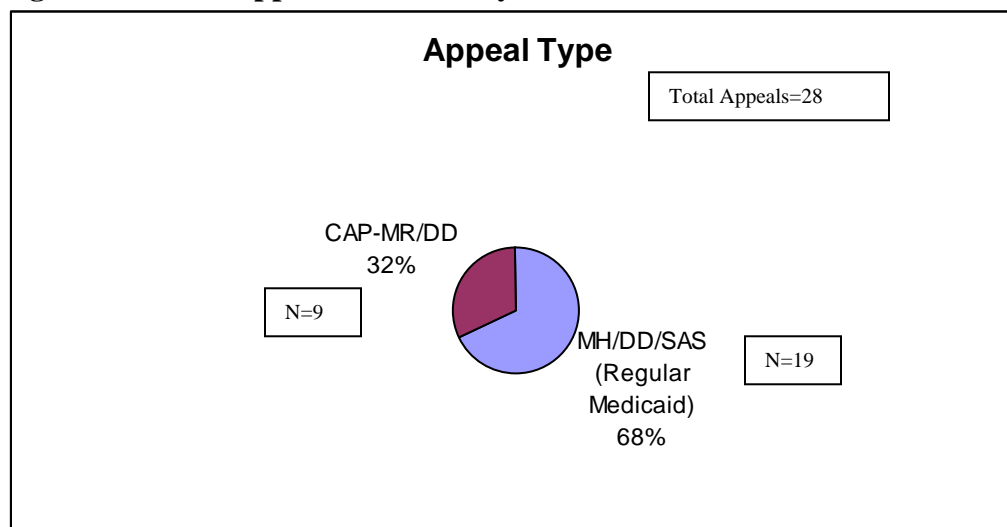 Appeal Type
Total Appeals=28
CAP-MR/DD
32%
N=9
MH/DD/SAS
(Regular
Medicaid)
68%
N=19